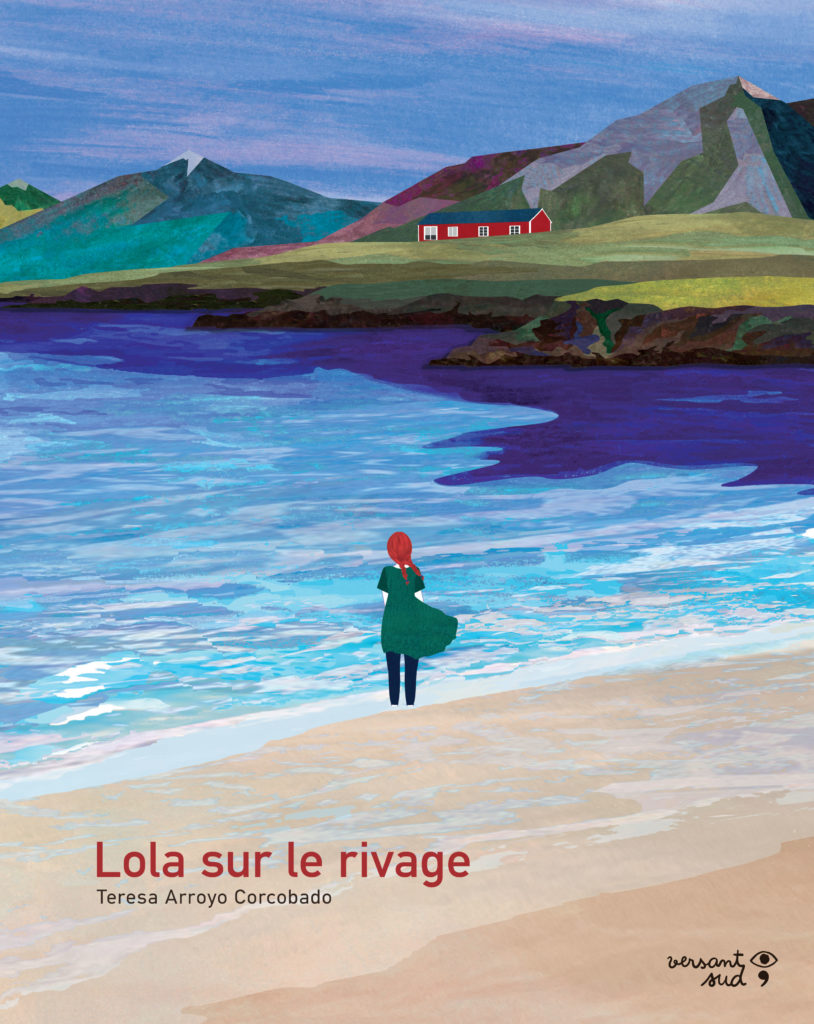 Lola sur le rivage
Teresa Arroyo Corcobado
versant
sud